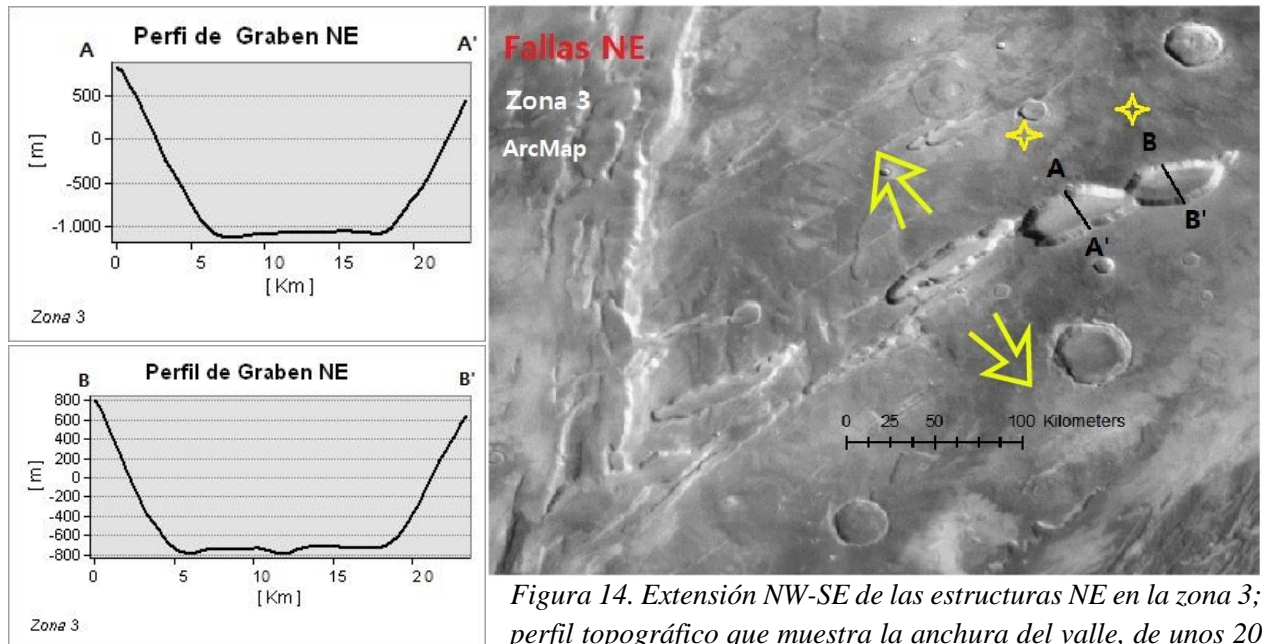 Perfi de Graben NE
A
A'
500
0
-500
-1.000
[ m ]
0 5 10 15 20
[ Km ]
Zona 3
Perfil de Graben NE
B
B'
800
600
400
200
0
-200
-400
-600
-800
[ m ]
0 5 10 15 20
[ Km ]
Zona 3
Fallas NE
Zona 3
ArcMap
B
A
B'
A'
0 25 50 100 Kilometers
Figura 14. Extensión NW-SE de las estructuras NE en la zona 3;
perfil topográfico que muestra la anchura del valle, de unos 20